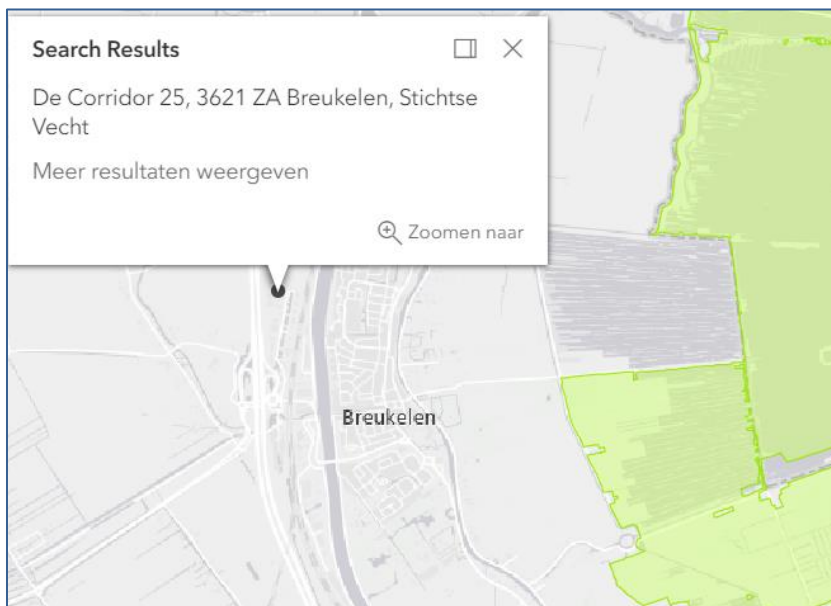 Search Results
De Corridor 25, 3621 ZA Breukelen, Stichtse
Vecht
Meer resultaten weergeven
Zoomen naar
Breukelen